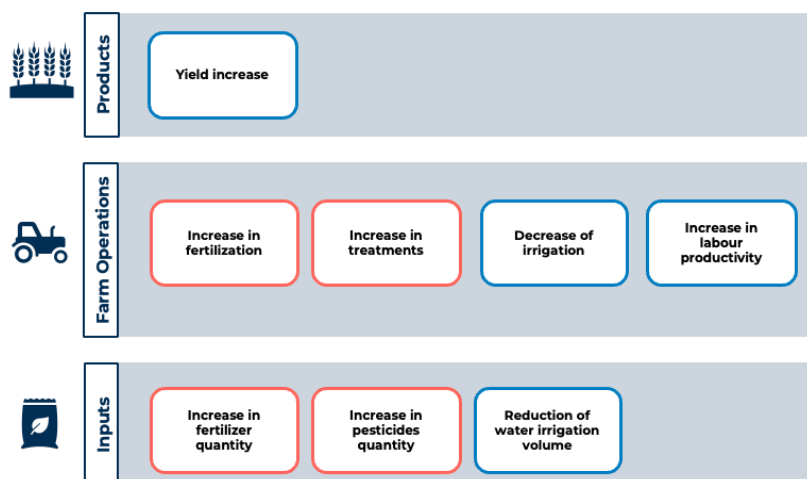 Products
Yield increase
Farm Operations
Increase in
fertilization
Increase in
treatments
Decrease of
irrigation
Increase in
labour
productivity
Inputs
Increase in
fertilizer
quantity
Increase in
pesticides
quantity
Reduction of
water irrigation
volume